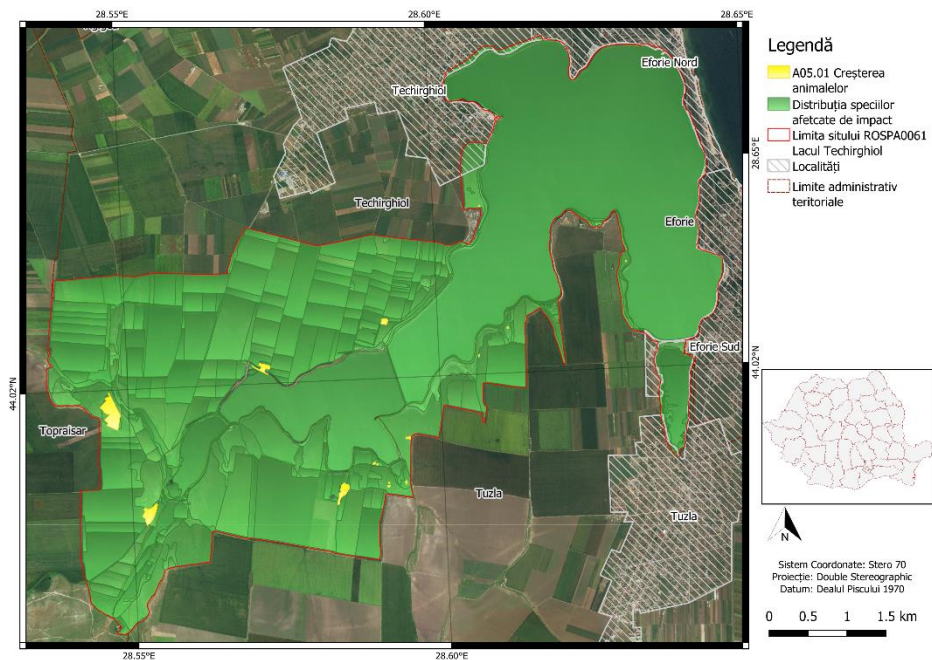 28.55°E
28.60°E
28.65°E
Eforie Nord
Techirghiol
28.65°E
Techirghiol
Eforie
Eforie Sud
44.02°N
44.02°N
Topraisar
Tuzla
Tuzla
28.55°E
28.60°E
Legendă
A05.01 Creșterea
animalelor
Distribuția speciilor
afetcate de impact
Limita sitului ROSPA0061
Lacul Techirghiol
Localități
Limite administrativ
teritoriale
N
Sistem Coordonate: Stero 70
Proiecție: Double Stereographic
Datum: Dealul Piscului 1970
0 0.5 1 1.5 km